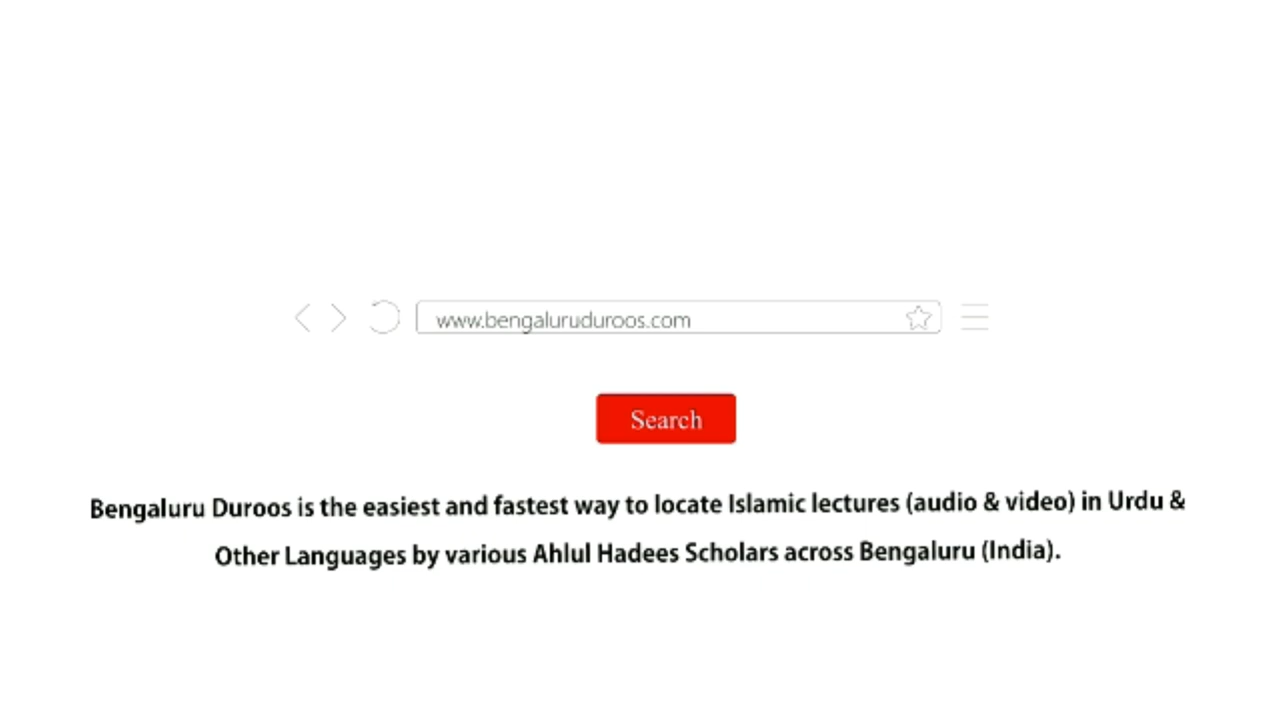 www.bengaluruduroos.com
Search
Bengaluru Duroos is the easiest and fastest way to locate Islamic lectures (audio & video) in Urdu &
Other Languages by various Ahlul Hadees Scholars across Bengaluru (India).